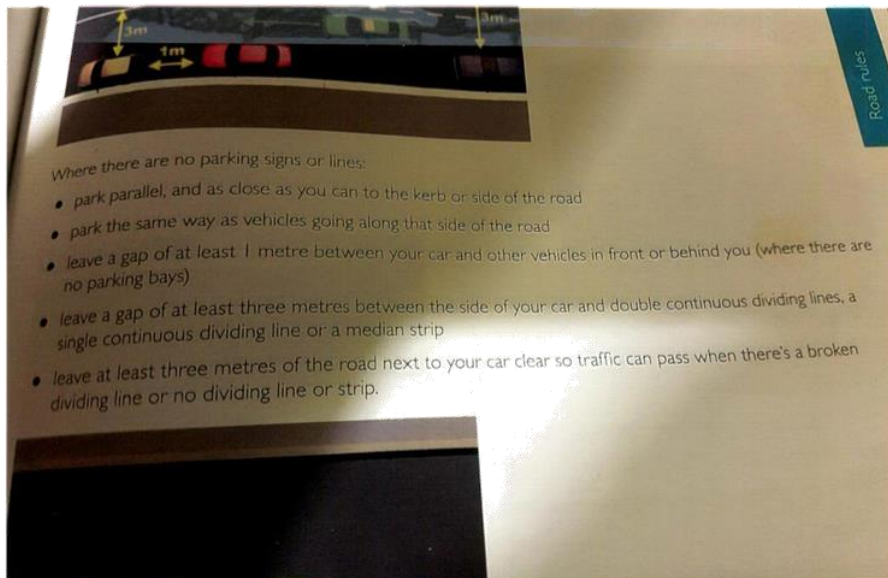 3m
3m
1m
Road rules
Where there are no parking signs or lines:
• park parallel, and as close as you can to the kerb or side of the road
• park the same way as vehicles going along that side of the road
• leave a gap of at least 1 metre between your car and other vehicles in front or behind you (where there are
no parking bays)
• leave a gap of at least three metres between the side of your car and double continuous dividing lines, a
single continuous dividing line or a median strip
• leave at least three metres of the road next to your car clear so traffic can pass when there's a broken
dividing line or no dividing line or strip.